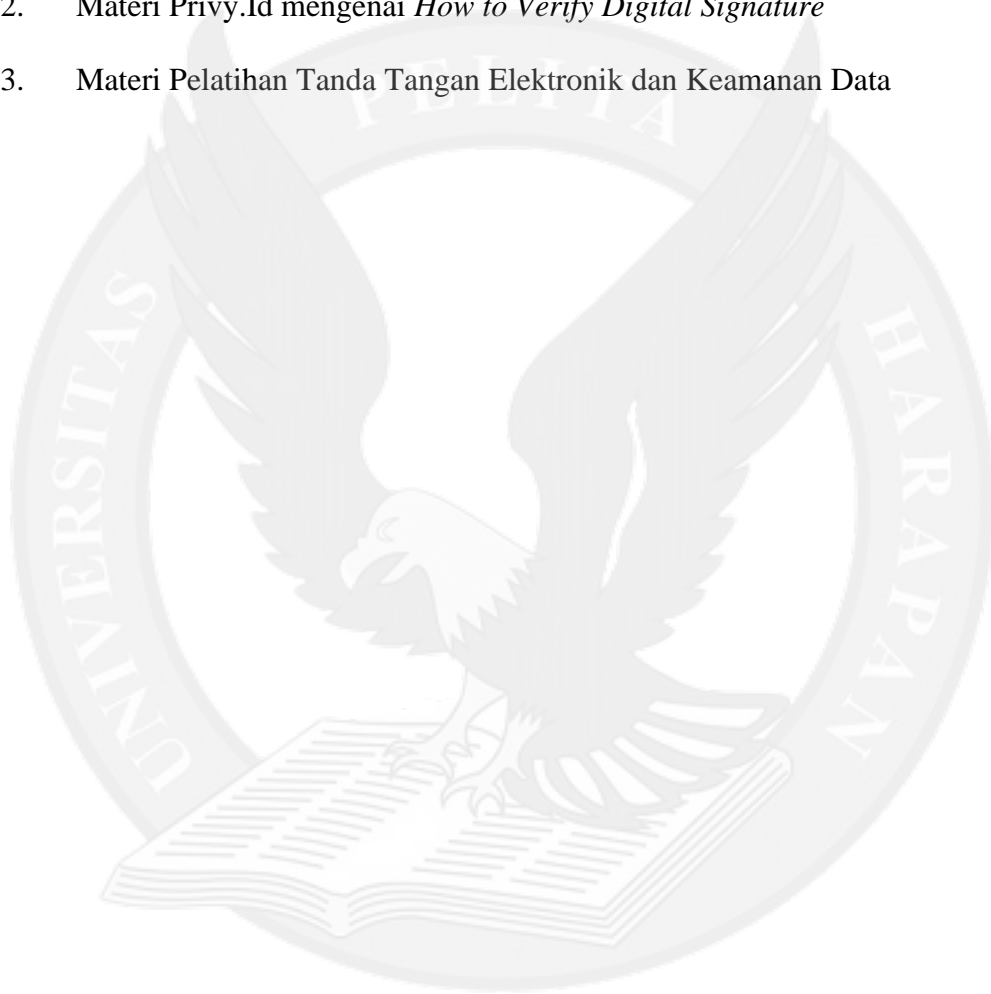 2. Materi Privy.Id mengenai How to Verify Digital Signature
3. Materi Pelatihan Tanda Tangan Elektronik dan Keamanan Data
UNIVERSITAS PELITA HARAPAN